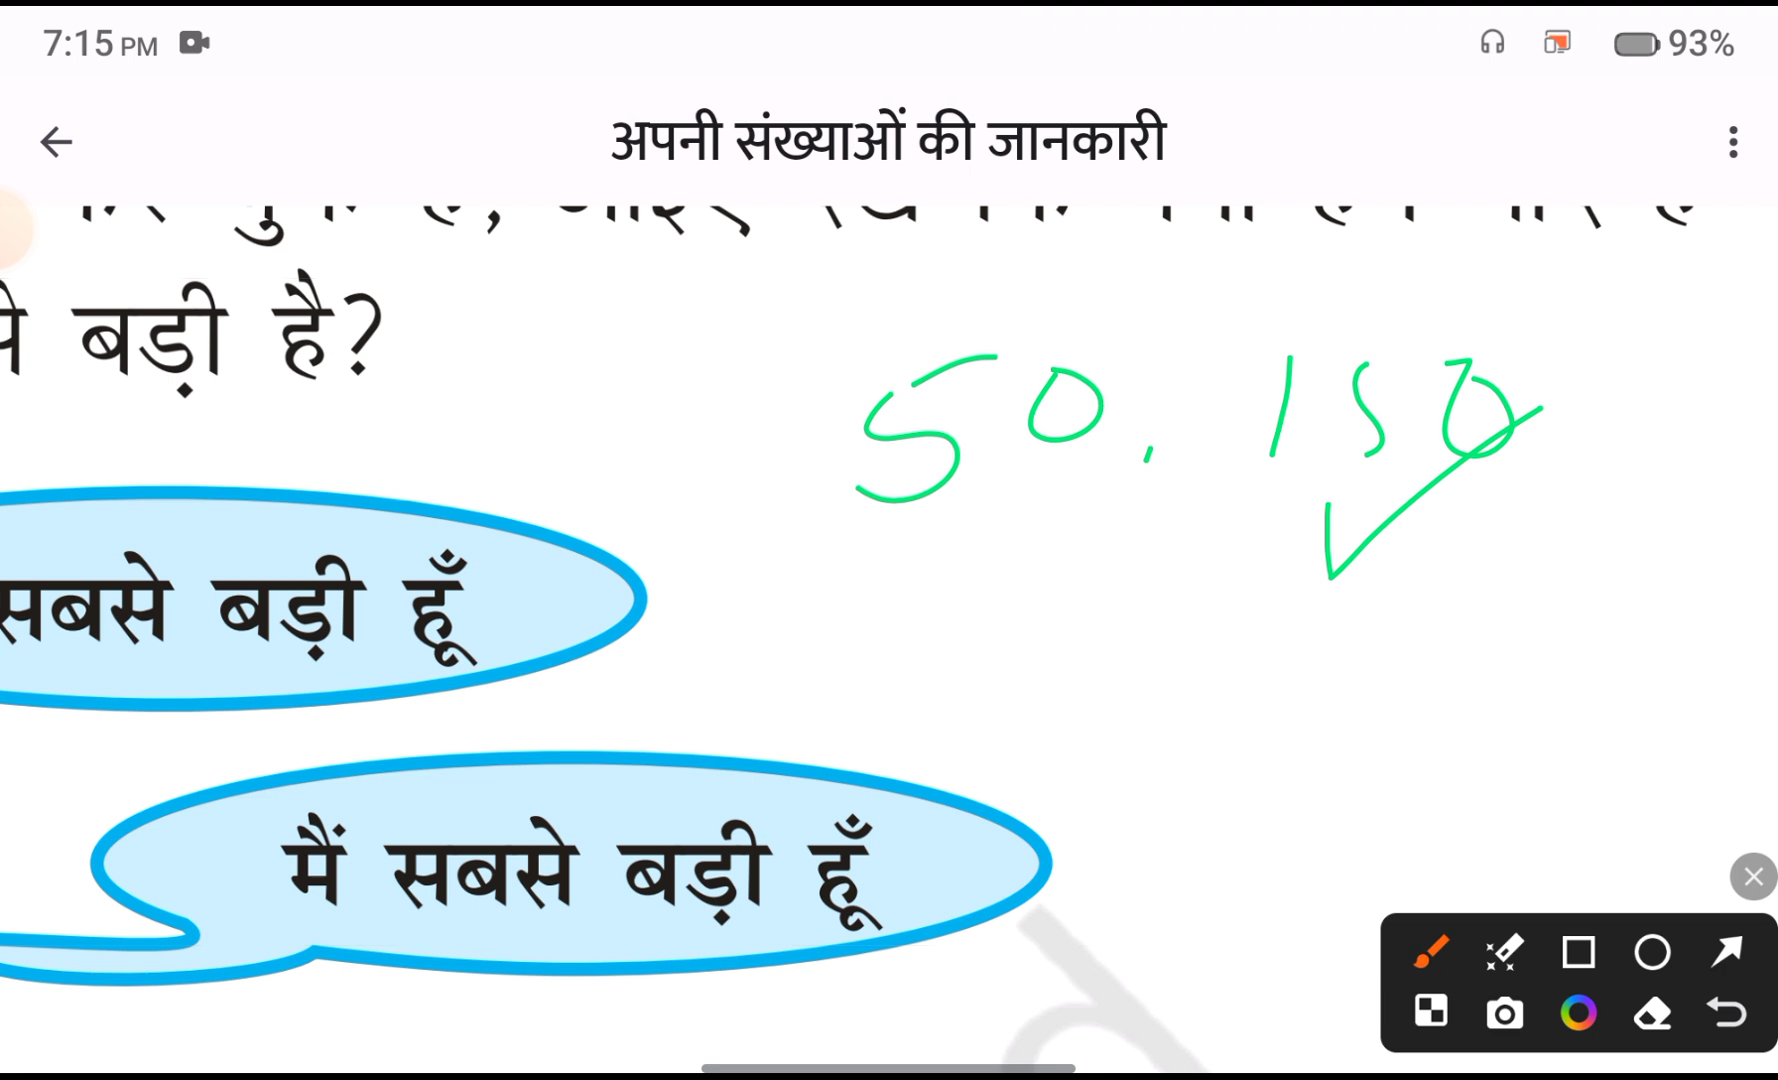 7:15 PM 93%
अपनी संख्याओं की जानकारी
बड़ी है?
50, 150
सबसे बड़ी हूँ
मैं सबसे बड़ी हूँ